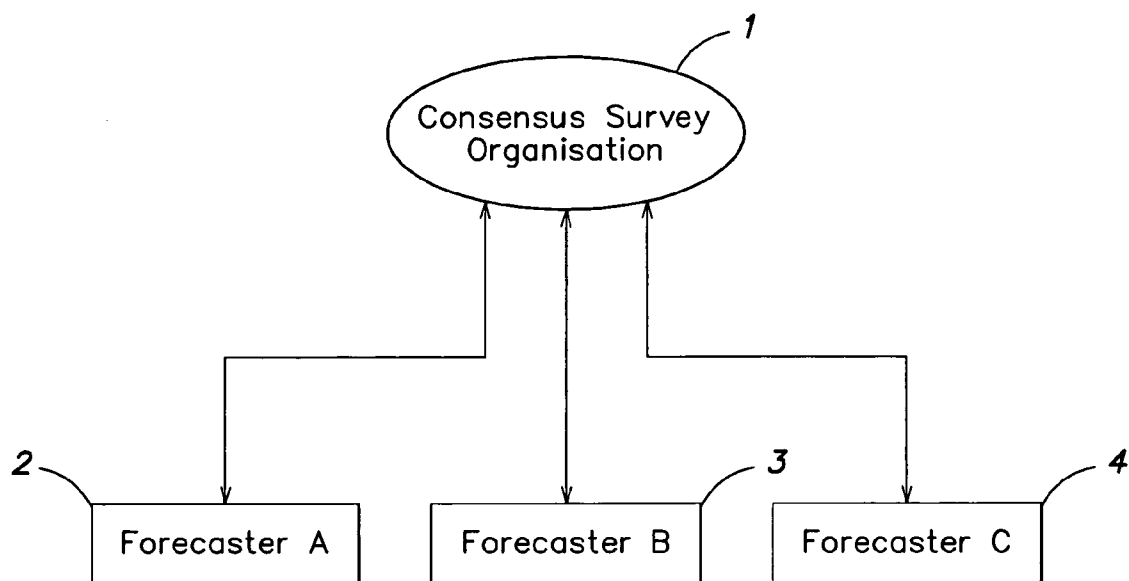 1
Consensus Survey
Organisation
2
3
4
Forecaster A
Forecaster B
Forecaster C